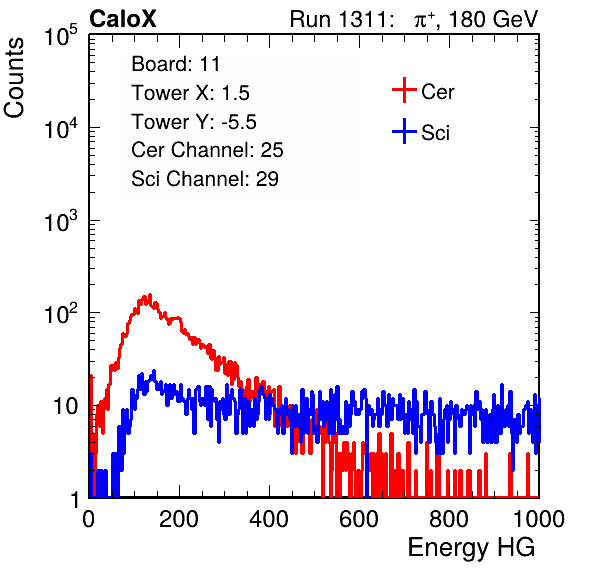 CaloX Run 1311: π⁺, 180 GeV
Board: 11
Tower X: 1.5
Tower Y: -5.5
Cer Channel: 25
Sci Channel: 29
Cer
Sci
Counts
10⁵
10⁴
10³
10²
10
1
0 200 400 600 800 1000
Energy HG